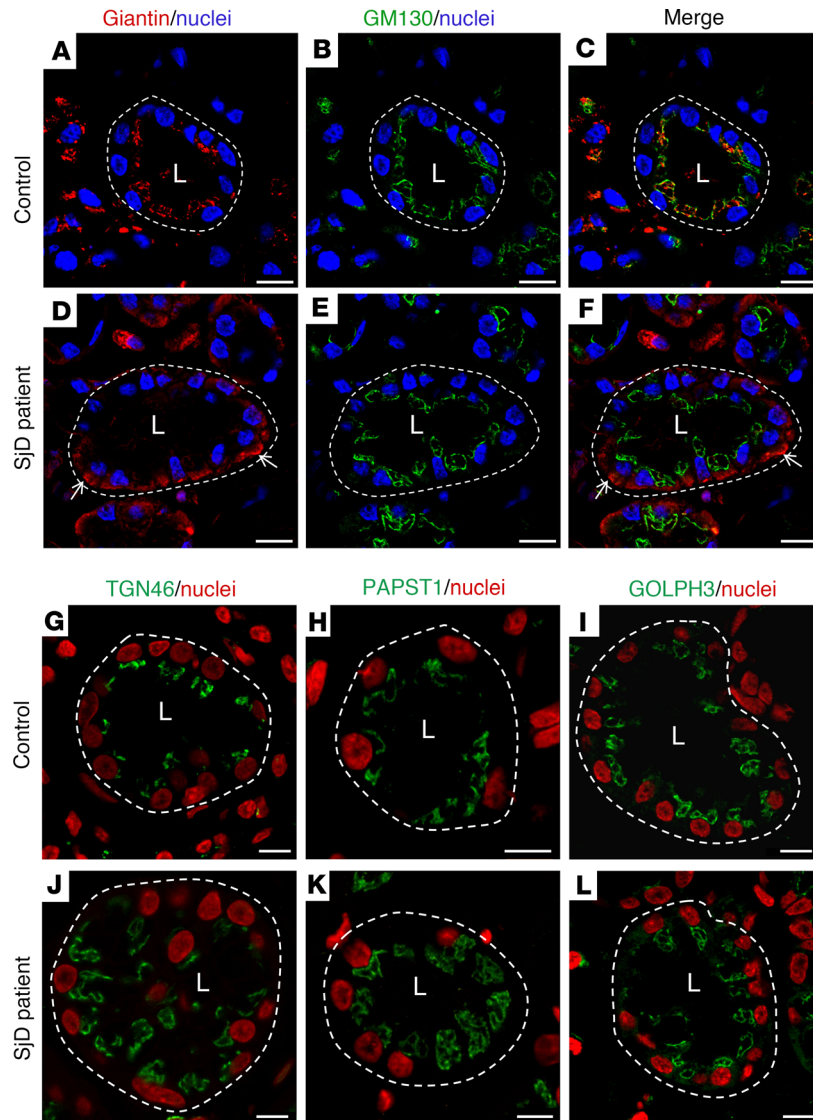 Giantin/nuclei GM130/nuclei Merge
Control
A B C
L L L
SjD patient
D E F
L L L
TGN46/nuclei PAPST1/nuclei GOLPH3/nuclei
Control
G H I
L L L
SjD patient
J K L
L L L